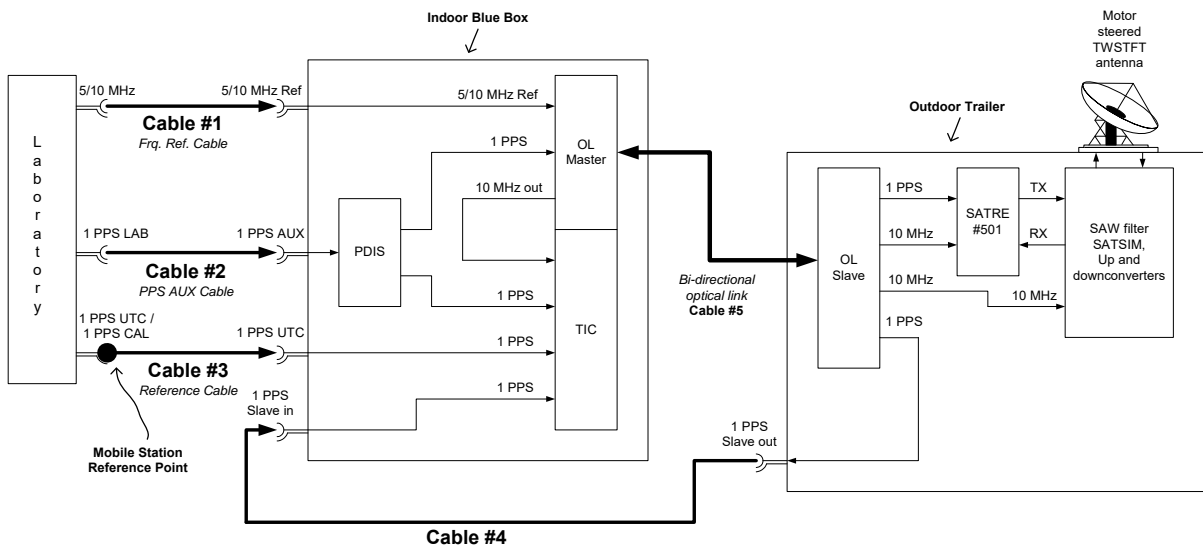 Indoor Blue Box
Motor
steered
TWSTFT
antenna
Outdoor Trailer
Laboratory
5/10 MHz
5/10 MHz Ref
5/10 MHz Ref
Cable #1
Frq. Ref. Cable
1 PPS
OL
Master
10 MHz out
1 PPS LAB
1 PPS AUX
PDIS
Cable #2
PPS AUX Cable
1 PPS
TIC
1 PPS UTC /
1 PPS CAL
1 PPS UTC
1 PPS
Cable #3
Reference Cable
1 PPS
Slave in
1 PPS
Mobile Station
Reference Point
Bi-directional
optical link
Cable #5
OL
Slave
1 PPS
10 MHz
SATRE
#501
TX
RX
SAW filter
SATSIM,
Up and
downconverters
10 MHz
10 MHz
1 PPS
1 PPS
Slave out
Cable #4